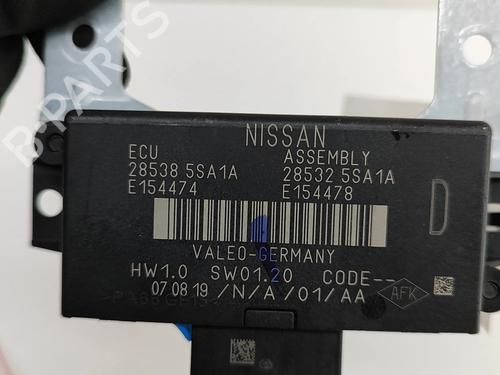 B-PARTS
NISSAN
ECU ASSEMBLY
28538 5SA1A 28532 5SA1A
E154474 E154478
D
VALEO-GERMANY
HW1.0 SW01.20 CODE--
07 08 19 /N/A/01/AA AFK